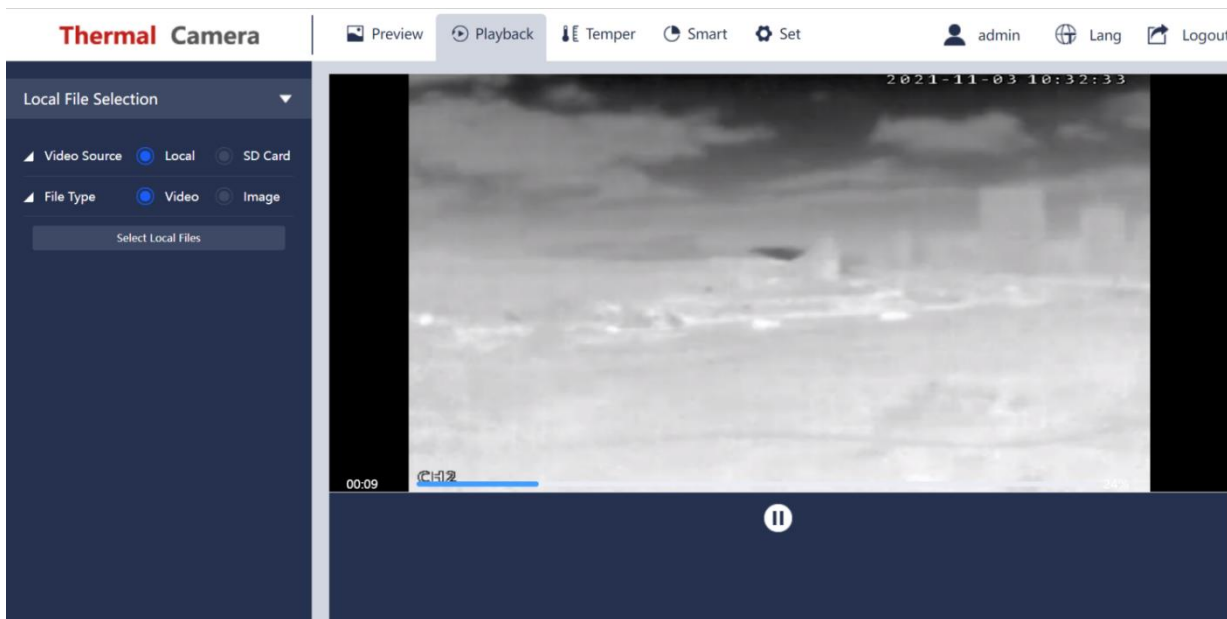 Thermal Camera
Preview
Playback
Temper
Smart
Set
admin
Lang
Logout
Local File Selection
Video Source
Local
SD Card
File Type
Video
Image
Select Local Files
2021-11-03 10:32:33
CH2
00:09